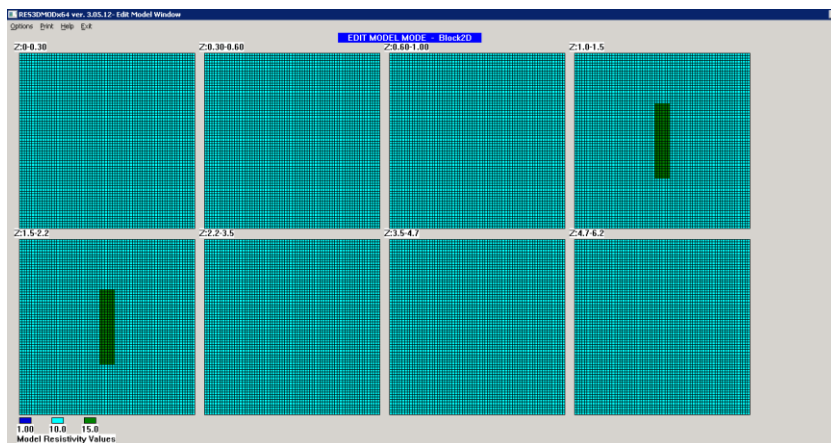 RES3DMODx64 ver. 3.05.12- Edit Model Window
Options Print Help Exit
EDIT MODEL MODE - Block2D
Z:0-0.30 Z:0.30-0.60 Z:0.60-1.00 Z:1.0-1.5
Z:1.5-2.2 Z:2.2-3.5 Z:3.5-4.7 Z:4.7-6.2
1.00 10.0 15.0
Model Resistivity Values